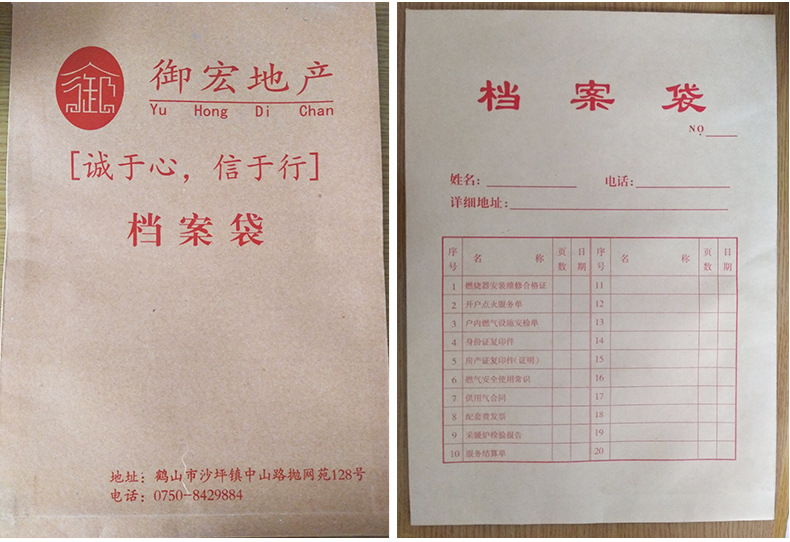 御
御宏地产
Yu Hong Di Chan
[诚于心，信于行]
档案袋
地址：鹤山市沙坪镇中山路抛网苑128号
电话：0750-8429884
档案袋
NO
姓名： 电话：
详细地址：
序号 名称 页数 日期 序号 名称 页数 日期
1 燃烧器安装维修合格证 11
2 开户点火服务单 12
3 户内燃气设施安检单 13
4 身份证复印件 14
5 房产证复印件(证明) 15
6 燃气安全使用常识 16
7 供用气合同 17
8 配套费发票 18
9 采暖炉检验报告 19
10 服务结算单 20